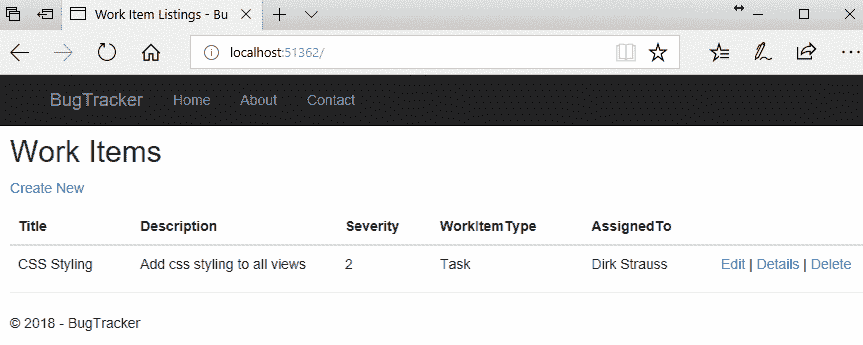 Work Item Listings - Bu
localhost:51362/
BugTracker Home About Contact
Work Items
Create New
Title Description Severity WorkItemType AssignedTo
CSS Styling Add css styling to all views 2 Task Dirk Strauss Edit | Details | Delete
© 2018 - BugTracker